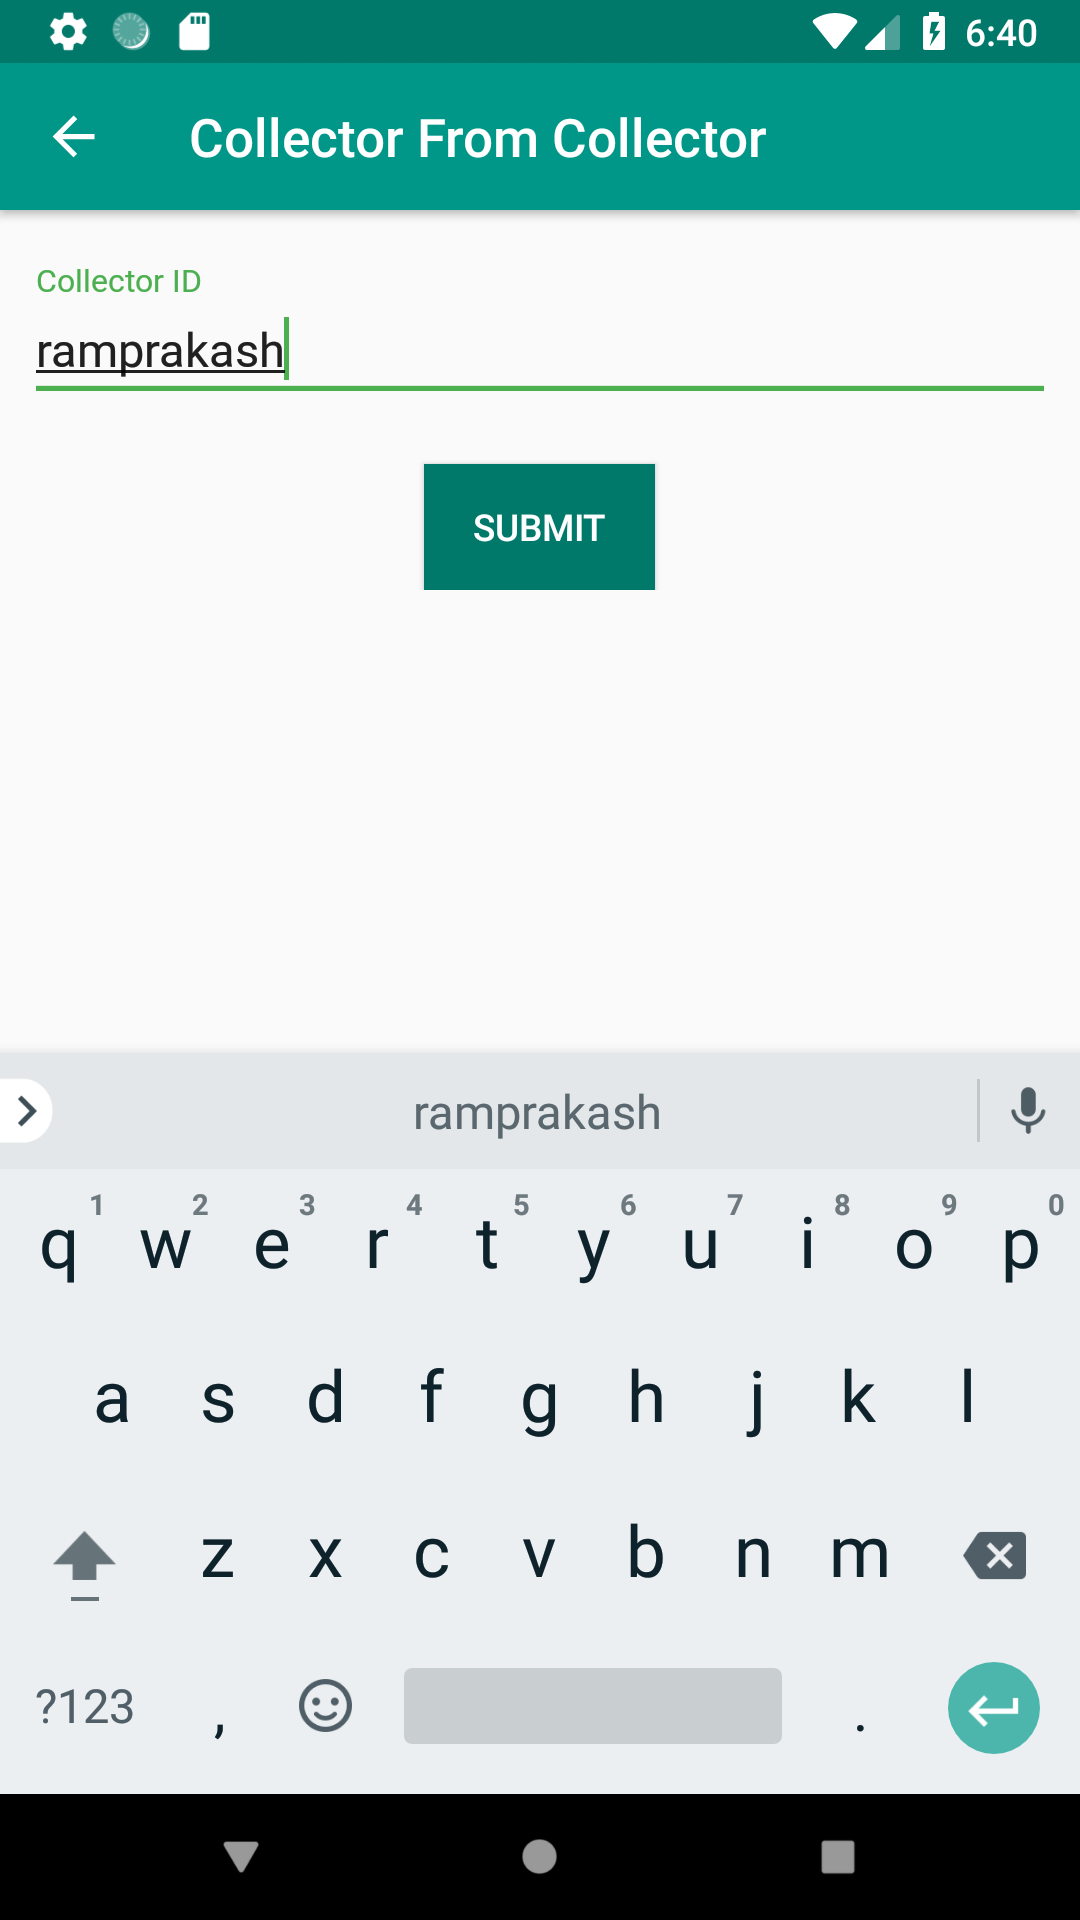 6:40
Collector From Collector
Collector ID
ramprakash
SUBMIT
ramprakash
1 2 3 4 5 6 7 8 9 0
q w e r t y u i o p
a s d f g h j k l
z x c v b n m
?123 , .